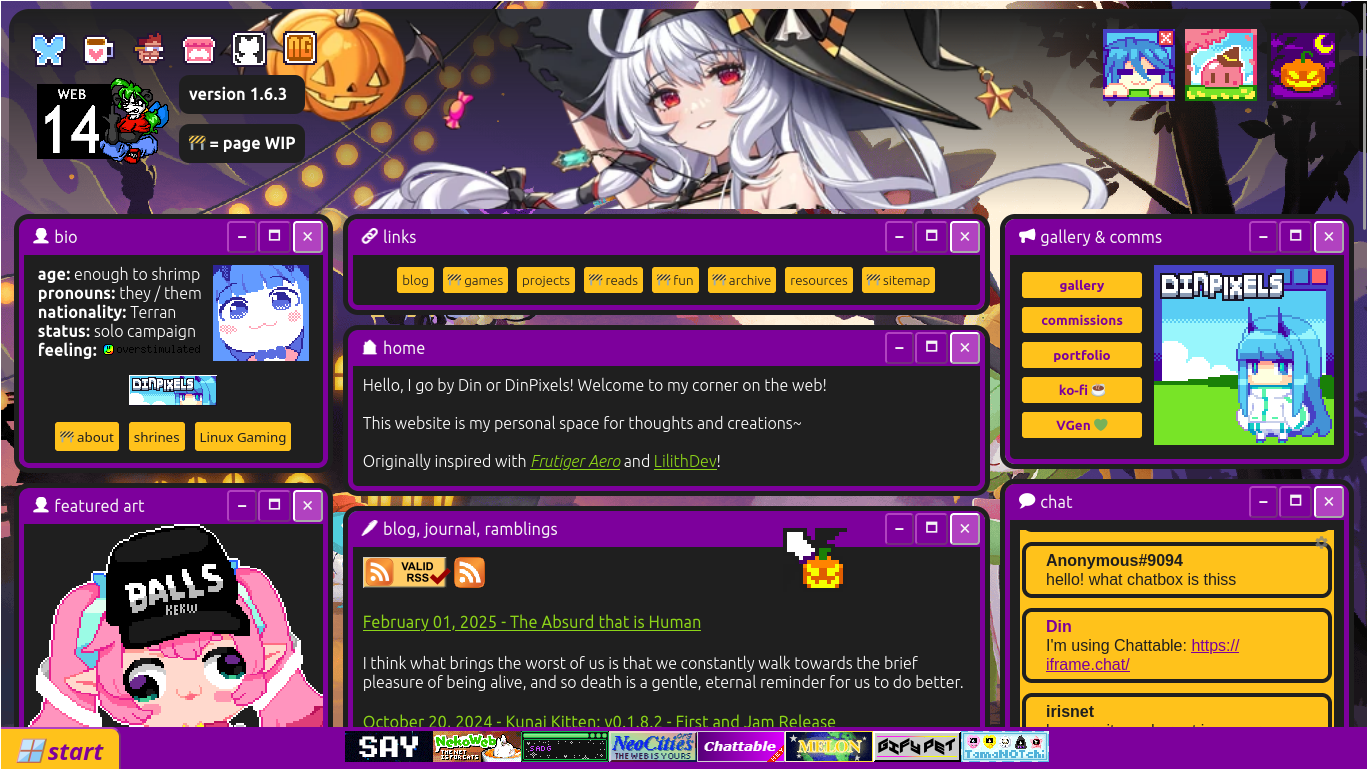 WEB
14
version 1.6.3
🚧 = page WIP
NG
bio
age: enough to shrimp
pronouns: they / them
nationality: Terran
status: solo campaign
feeling: overstimulated
DINPIXELS
🚧 about
shrines
Linux Gaming
featured art
BALLS
KEKW
links
blog
🚧 games
projects
🚧 reads
🚧 fun
🚧 archive
resources
🚧 sitemap
home
Hello, I go by Din or DinPixels! Welcome to my corner on the web!
This website is my personal space for thoughts and creations~
Originally inspired with Frutiger Aero and LilithDev!
blog, journal, ramblings
VALID
RSS
February 01, 2025 - The Absurd that is Human
I think what brings the worst of us is that we constantly walk towards the brief
pleasure of being alive, and so death is a gentle, eternal reminder for us to do better.
October 20, 2024 - Kunai Kitten: v0.1.8.2 - First and Jam Release
gallery & comms
gallery
commissions
portfolio
ko-fi ☕
VGen 💚
DINPIXELS
chat
Anonymous#9094
hello! what chatbox is thiss
Din
I'm using Chattable: https://
iframe.chat/
irisnet
start
SAY
NekoWeb
THE NET
IS FOR CATS
SADG
NeoCities
THE WEB IS YOURS
Chattable
MELON
GIFYPET
TamaNOTchi